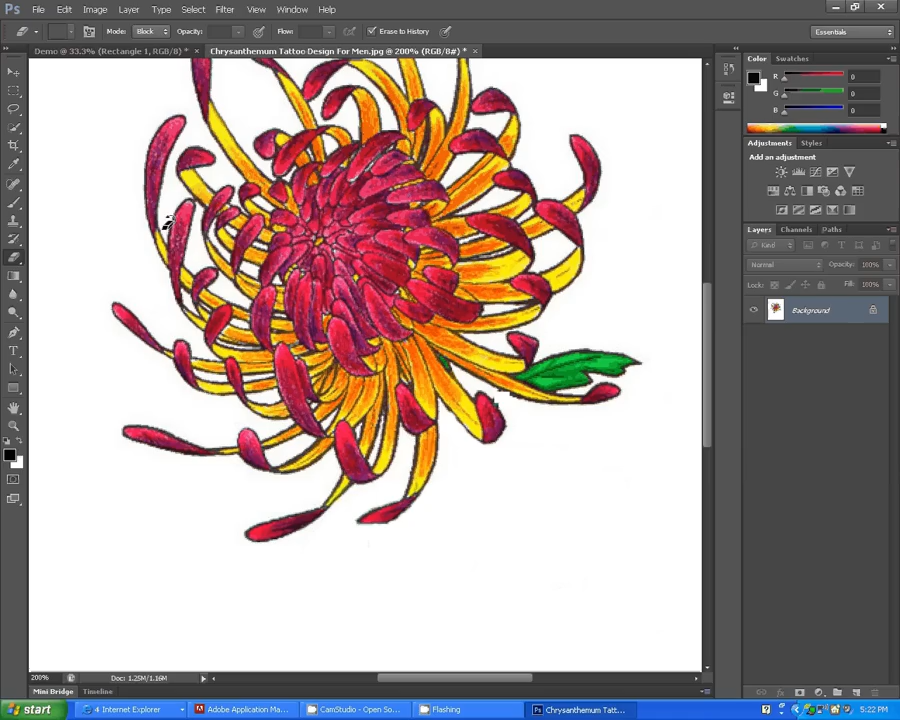 Ps File Edit Image Layer Type Select Filter View Window Help
Mode: Block Opacity: Flow: Erase to History Essentials
Demo @ 33.3% (Rectangle 1, RGB/8) * × Chrysanthemum Tattoo Design For Men.jpg @ 200% (RGB/8#) * ×
Color Swatches
R 0
G 0
B 0
Adjustments Styles
Add an adjustment
Layers Channels Paths
Kind
Normal Opacity: 100%
Lock: Fill: 100%
Background
200% Doc: 1.25M/1.16M
Mini Bridge Timeline
start 4 Internet Explorer Adobe Application Ma... CamStudio - Open So... Flashing Ps Chrysanthemum Tatt... 5:22 PM